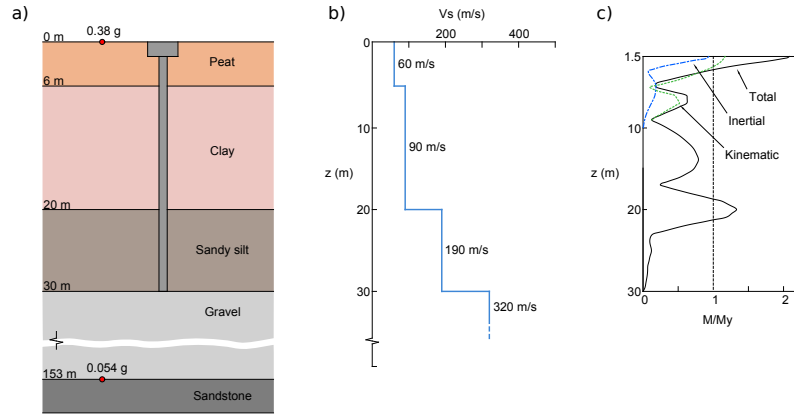 a)
0 m
0.38 g
Peat
6 m
Clay
20 m
Sandy silt
30 m
Gravel
153 m
0.054 g
Sandstone
b)
Vs (m/s)
200
400
0
60 m/s
10
90 m/s
z (m)
20
190 m/s
30
320 m/s
c)
1.5
Total
Inertial
10
Kinematic
z (m)
20
30
0
1
2
M/My